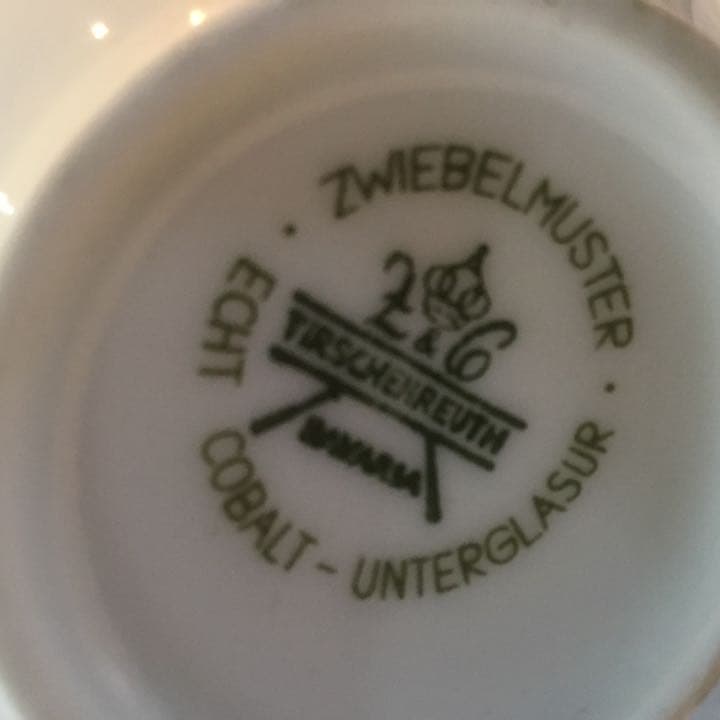 ZWIEBELMUSTER ·
ECHT COBALT - UNTERGLASUR ·
Z & G
TIRSCHENREUTH
BAVARIA